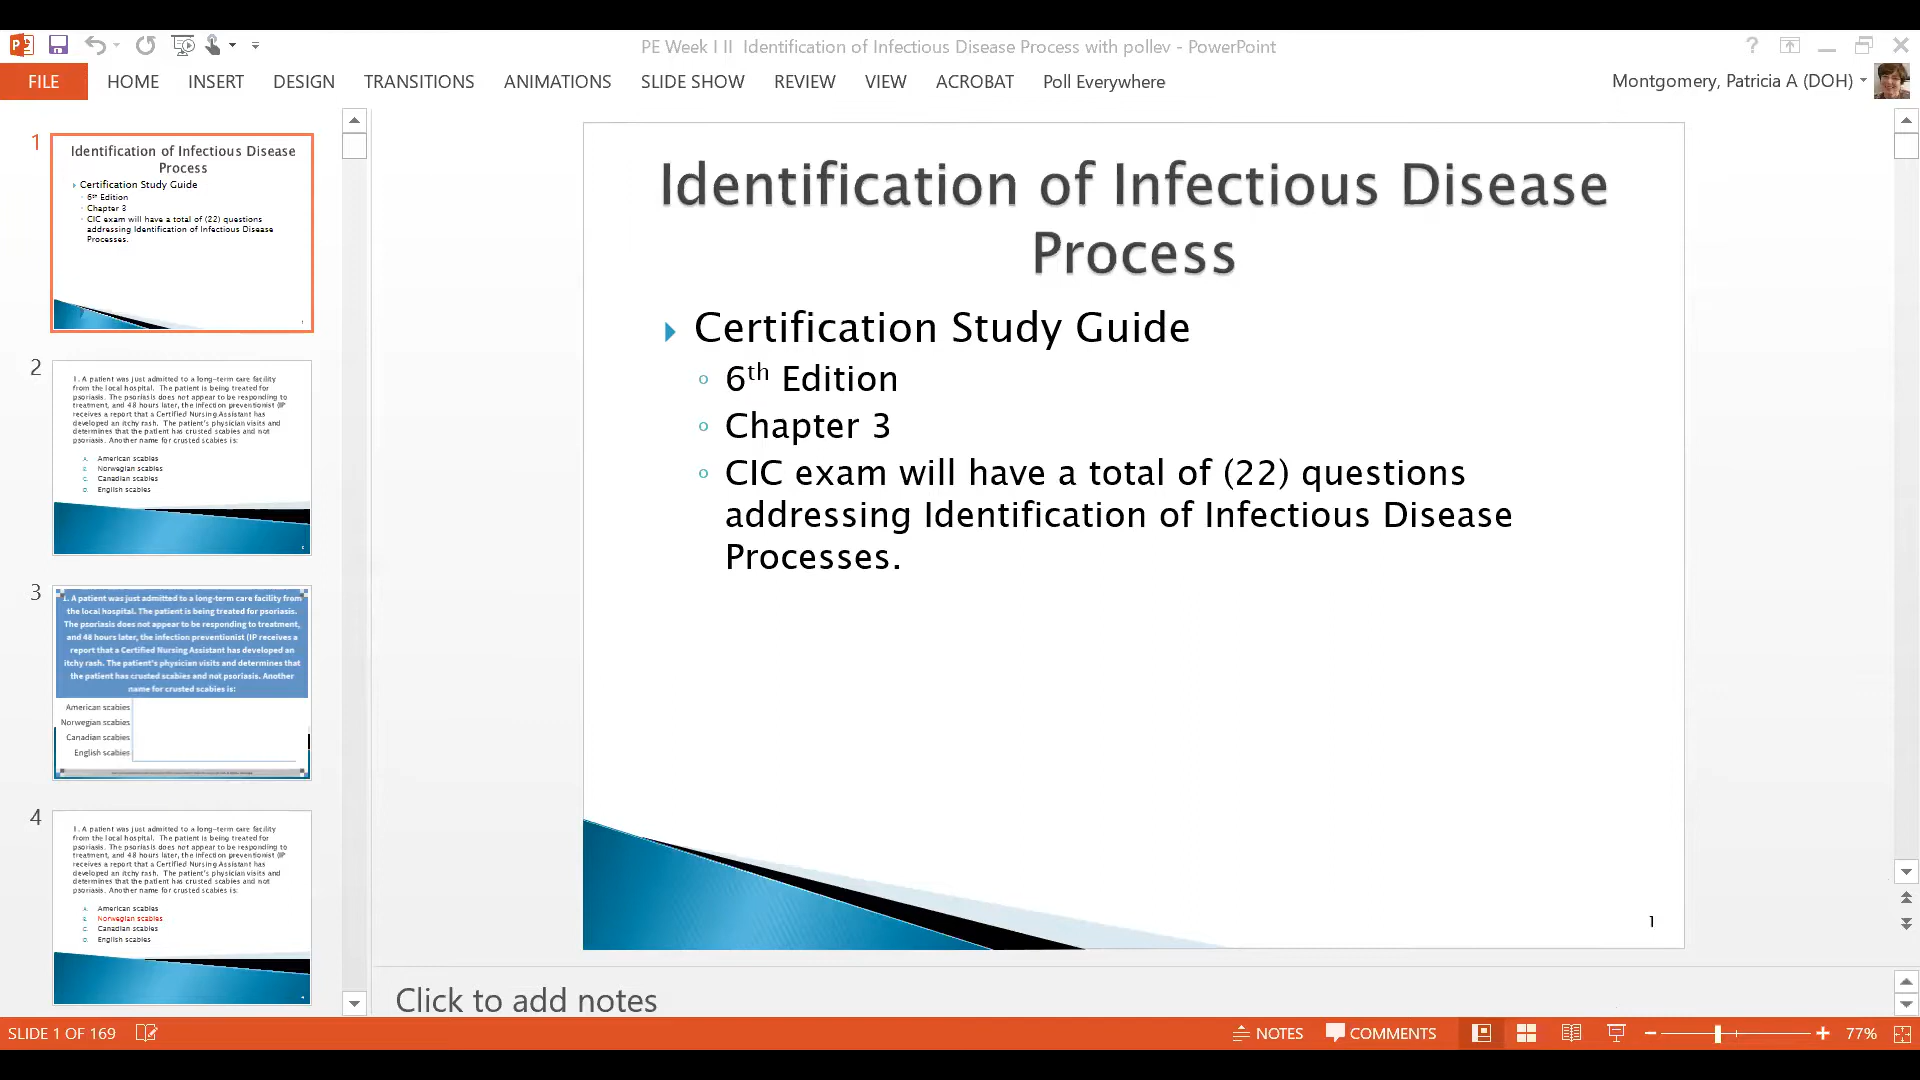 PE Week I II  Identification of Infectious Disease Process with pollev - PowerPoint
FILE HOME INSERT DESIGN TRANSITIONS ANIMATIONS SLIDE SHOW REVIEW VIEW ACROBAT Poll Everywhere
Montgomery, Patricia A (DOH)
1
Identification of Infectious Disease
Process
Certification Study Guide
6th Edition
Chapter 3
CIC exam will have a total of (22) questions
addressing Identification of Infectious Disease
Processes.
2
1. A patient was just admitted to a long-term care facility
from the local hospital. The patient is being treated for
psoriasis. The psoriasis does not appear to be responding to
treatment, and 48 hours later, the infection preventionist (IP
receives a report that a Certified Nursing Assistant has
developed an itchy rash. The patient's physician visits and
determines that the patient has crusted scabies and not
psoriasis. Another name for crusted scabies is:
A. American scabies
B. Norwegian scabies
C. Canadian scabies
D. English scabies
3
1. A patient was just admitted to a long-term care facility from
the local hospital. The patient is being treated for psoriasis.
The psoriasis does not appear to be responding to treatment,
and 48 hours later, the infection preventionist (IP receives a
report that a Certified Nursing Assistant has developed an
itchy rash. The patient's physician visits and determines that
the patient has crusted scabies and not psoriasis. Another
name for crusted scabies is:
American scabies
Norwegian scabies
Canadian scabies
English scabies
4
1. A patient was just admitted to a long-term care facility
from the local hospital. The patient is being treated for
psoriasis. The psoriasis does not appear to be responding to
treatment, and 48 hours later, the infection preventionist (IP
receives a report that a Certified Nursing Assistant has
developed an itchy rash. The patient's physician visits and
determines that the patient has crusted scabies and not
psoriasis. Another name for crusted scabies is:
A. American scabies
B. Norwegian scabies
C. Canadian scabies
D. English scabies
Identification of Infectious Disease
Process
Certification Study Guide
6th Edition
Chapter 3
CIC exam will have a total of (22) questions
addressing Identification of Infectious Disease
Processes.
1
Click to add notes
SLIDE 1 OF 169
NOTES COMMENTS 77%